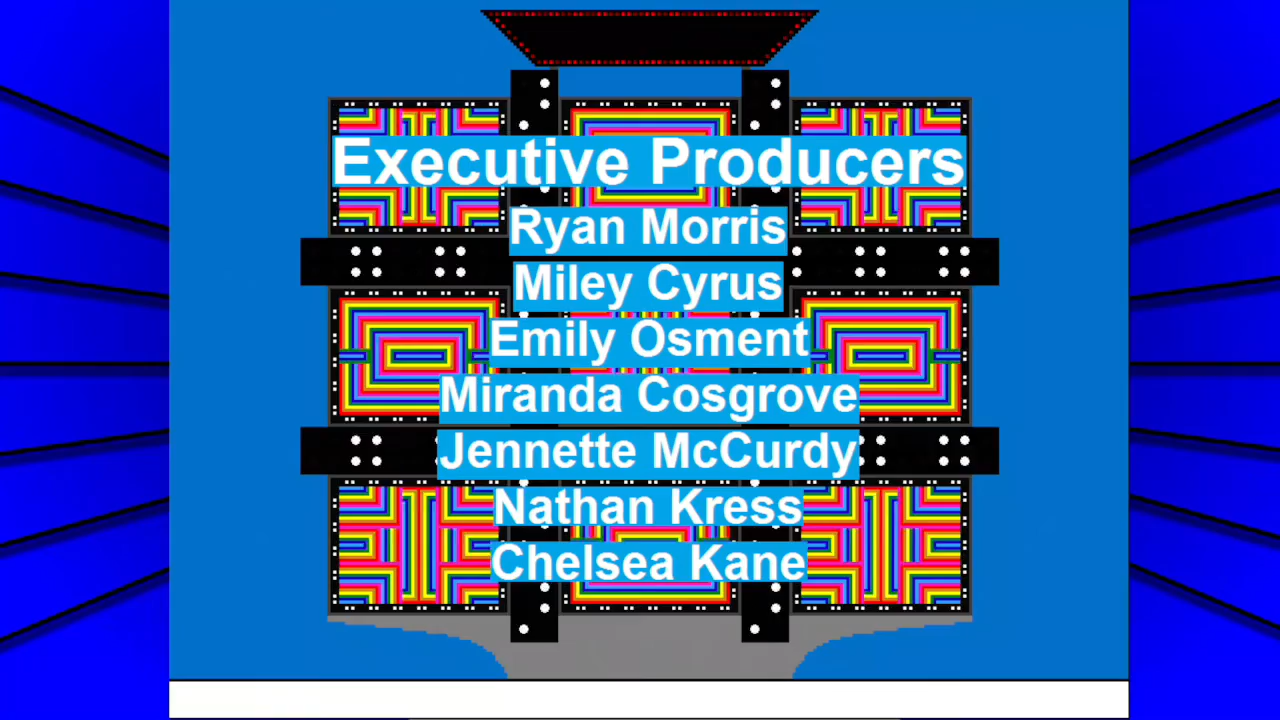 Executive Producers
Ryan Morris
Miley Cyrus
Emily Osment
Miranda Cosgrove
Jennette McCurdy
Nathan Kress
Chelsea Kane